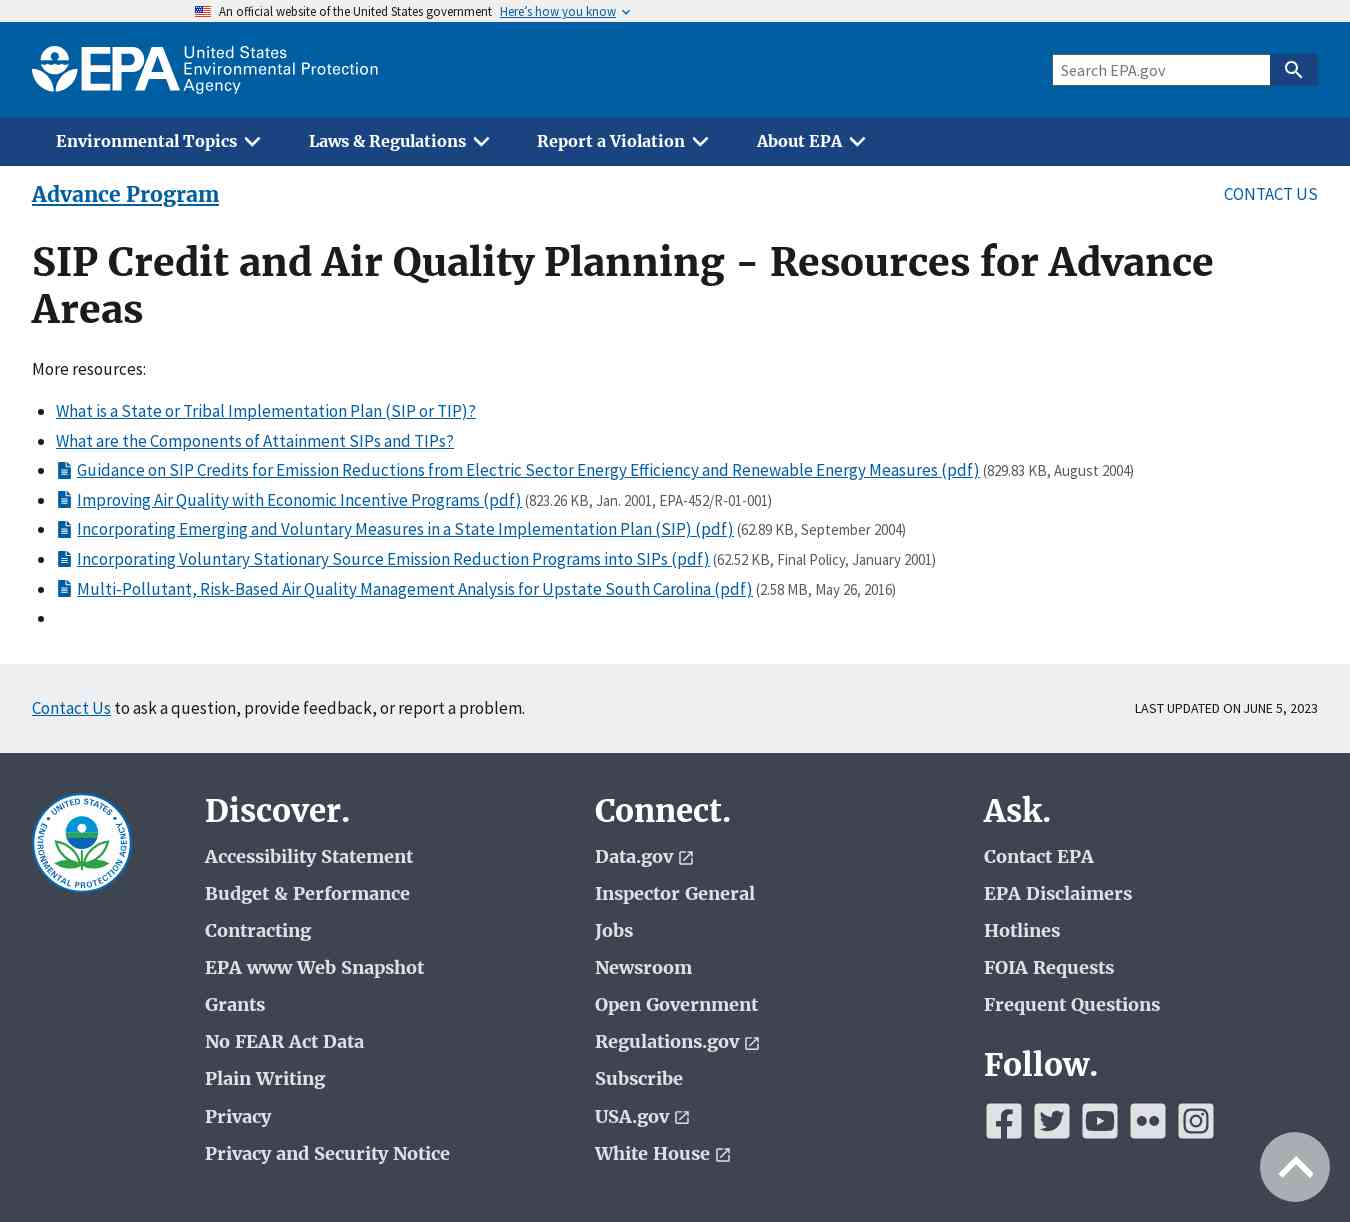 An official website of the United States government Here's how you know
EPA United States
Environmental Protection
Agency
Search EPA.gov
Environmental Topics Laws & Regulations Report a Violation About EPA
Advance Program CONTACT US
SIP Credit and Air Quality Planning - Resources for Advance
Areas
More resources:
What is a State or Tribal Implementation Plan (SIP or TIP)?
What are the Components of Attainment SIPs and TIPs?
Guidance on SIP Credits for Emission Reductions from Electric Sector Energy Efficiency and Renewable Energy Measures (pdf) (829.83 KB, August 2004)
Improving Air Quality with Economic Incentive Programs (pdf) (823.26 KB, Jan. 2001, EPA-452/R-01-001)
Incorporating Emerging and Voluntary Measures in a State Implementation Plan (SIP) (pdf) (62.89 KB, September 2004)
Incorporating Voluntary Stationary Source Emission Reduction Programs into SIPs (pdf) (62.52 KB, Final Policy, January 2001)
Multi-Pollutant, Risk-Based Air Quality Management Analysis for Upstate South Carolina (pdf) (2.58 MB, May 26, 2016)
Contact Us to ask a question, provide feedback, or report a problem. LAST UPDATED ON JUNE 5, 2023
UNITED STATES
ENVIRONMENTAL PROTECTION AGENCY
Discover.
Accessibility Statement
Budget & Performance
Contracting
EPA www Web Snapshot
Grants
No FEAR Act Data
Plain Writing
Privacy
Privacy and Security Notice
Connect.
Data.gov
Inspector General
Jobs
Newsroom
Open Government
Regulations.gov
Subscribe
USA.gov
White House
Ask.
Contact EPA
EPA Disclaimers
Hotlines
FOIA Requests
Frequent Questions
Follow.